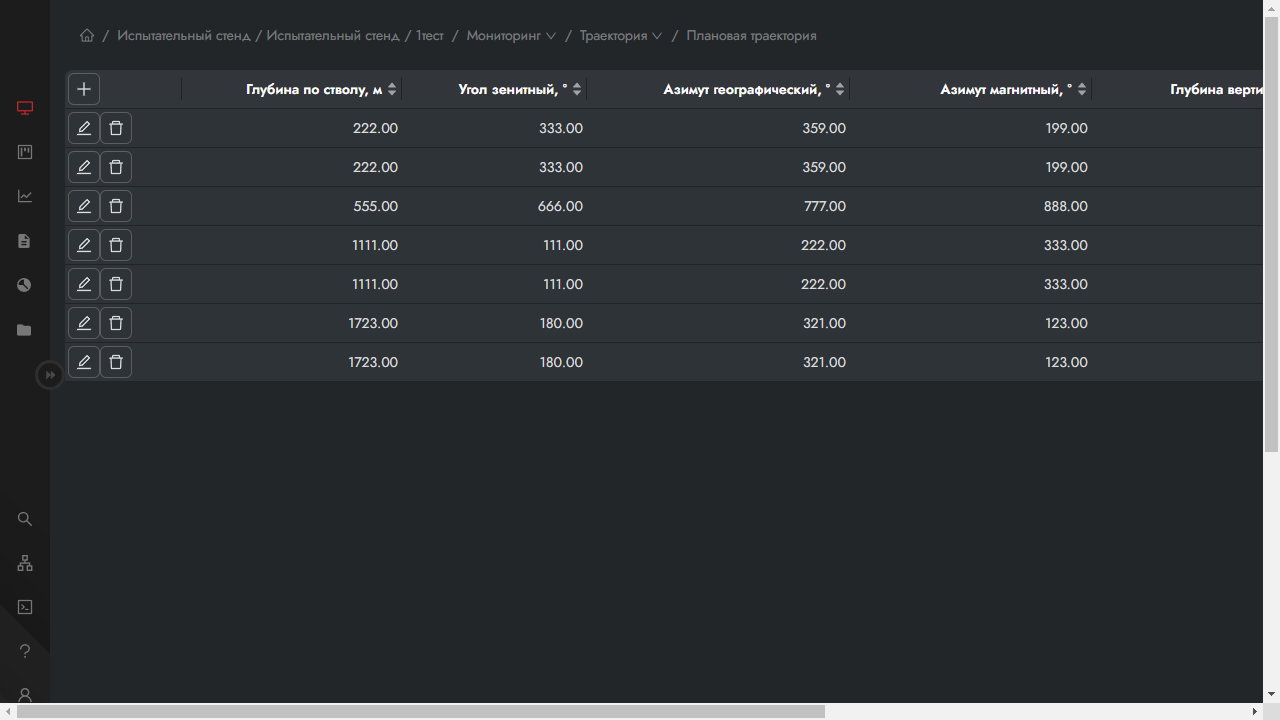 / Испытательный стенд / Испытательный стенд / 1тест / Мониторинг / Траектория / Плановая траектория
Глубина по стволу, м Угол зенитный, ° Азимут географический, ° Азимут магнитный, ° Глубина верти
222.00 333.00 359.00 199.00
222.00 333.00 359.00 199.00
555.00 666.00 777.00 888.00
1111.00 111.00 222.00 333.00
1111.00 111.00 222.00 333.00
1723.00 180.00 321.00 123.00
1723.00 180.00 321.00 123.00